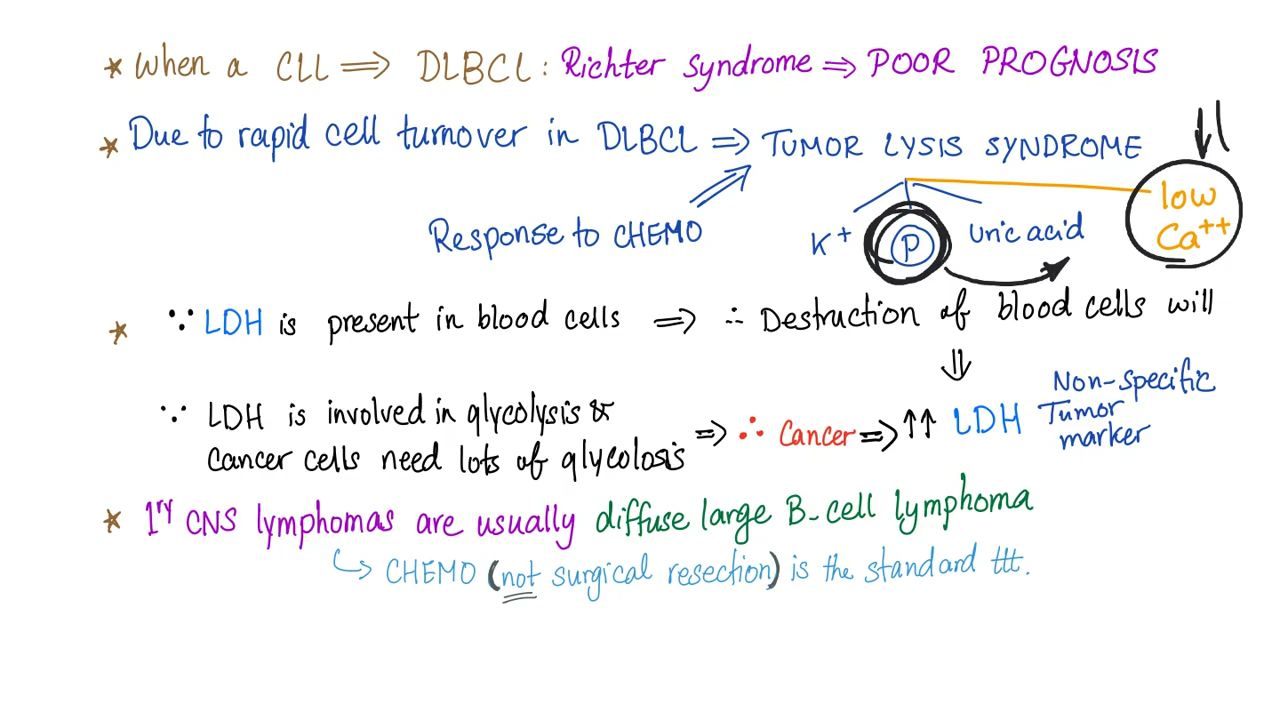 * When a CLL ⇒ DLBCL: Richter syndrome ⇒ POOR PROGNOSIS
* Due to rapid cell turnover in DLBCL ⇒ TUMOR LYSIS SYNDROME
Response to CHEMO
K+ P Uric acid low Ca++
* ∵ LDH is present in blood cells ⇒ ∴ Destruction of blood cells will
⇓
∵ LDH is involved in glycolysis &
Cancer cells need lots of glycolosis ⇒ ∴ Cancer ⇒ ↑↑ LDH
Non-specific
Tumor
marker
* 1ry CNS lymphomas are usually diffuse large B-cell lymphoma
↳ CHEMO (not surgical resection) is the standard ttt.